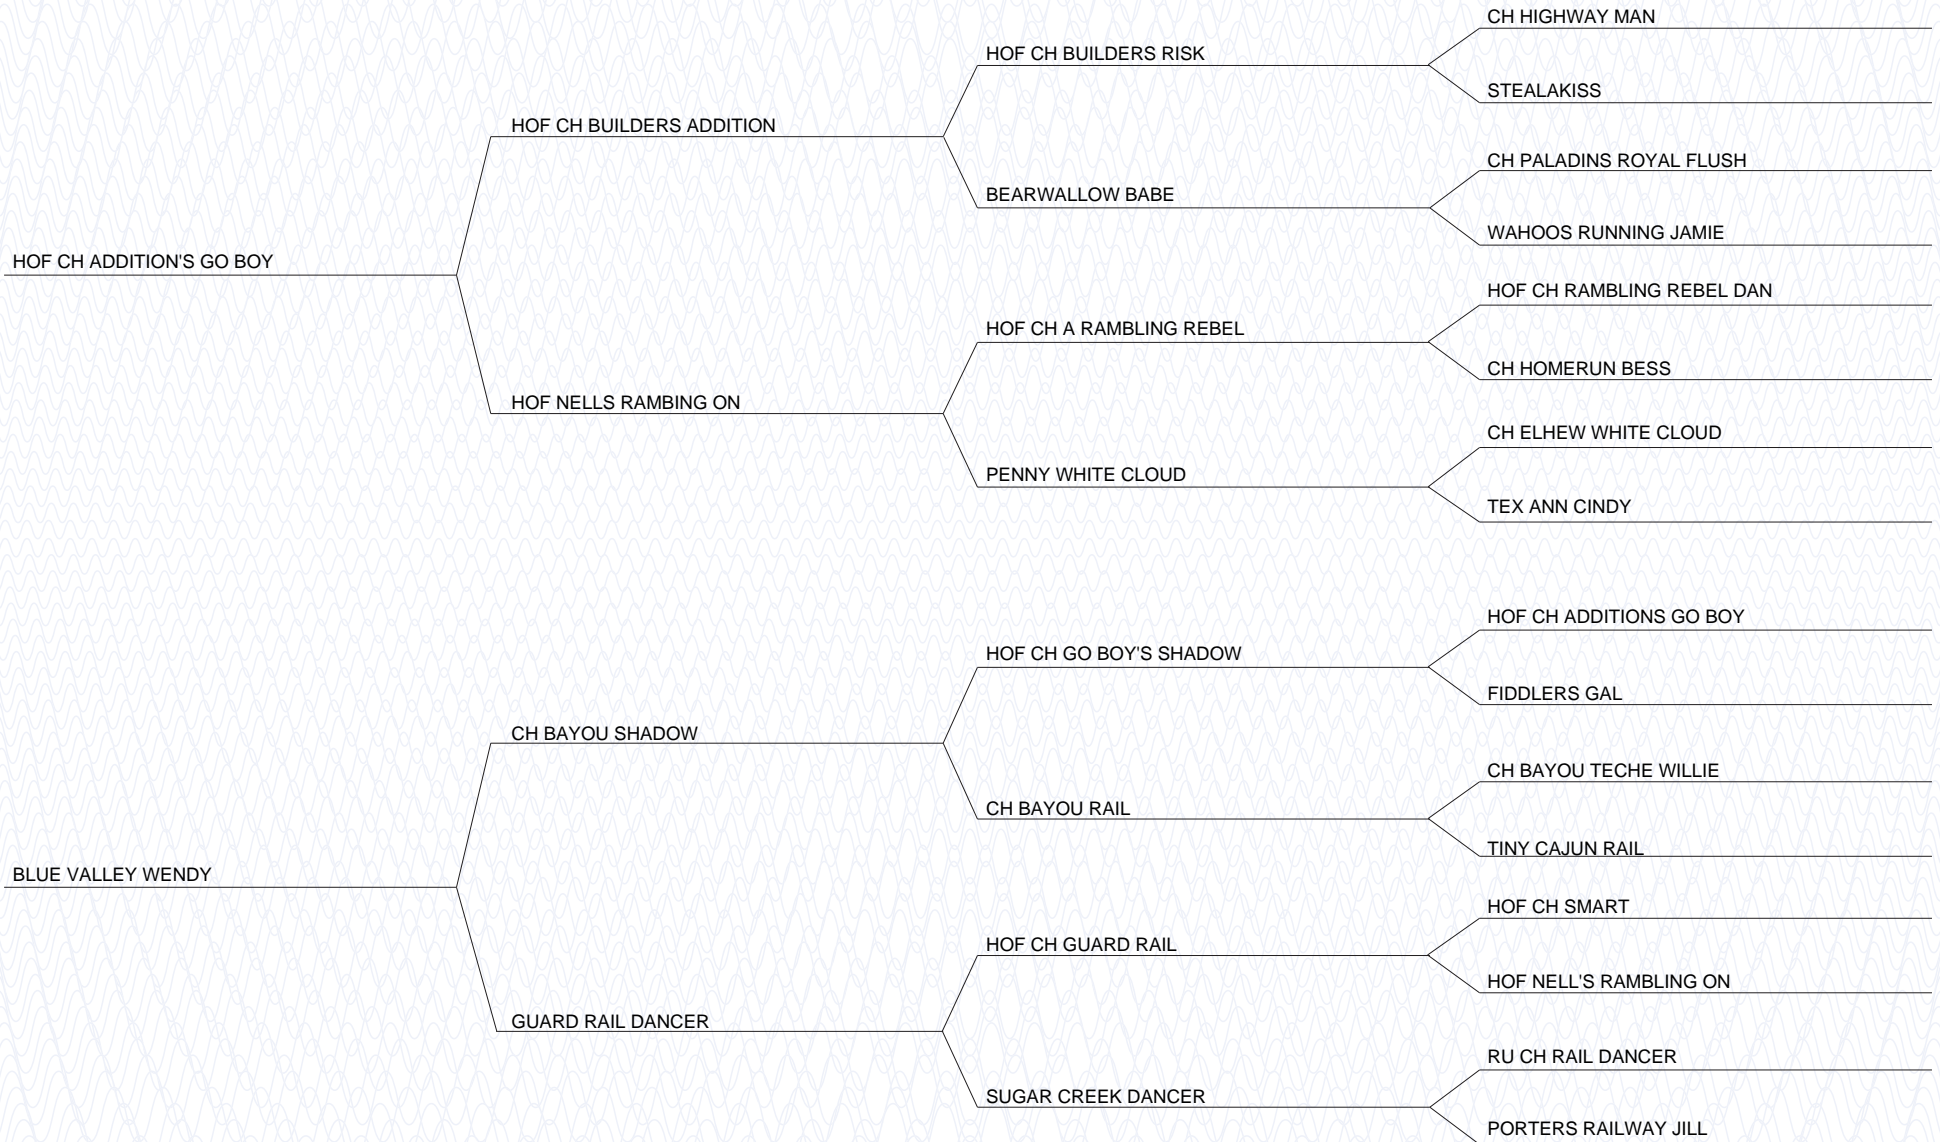 CH HIGHWAY MAN
HOF CH BUILDERS RISK
STEALAKISS
HOF CH BUILDERS ADDITION
CH PALADINS ROYAL FLUSH
BEARWALLOW BABE
WAHOOS RUNNING JAMIE
HOF CH ADDITION'S GO BOY
HOF CH RAMBLING REBEL DAN
HOF CH A RAMBLING REBEL
CH HOMERUN BESS
HOF NELLS RAMBING ON
CH ELHEW WHITE CLOUD
PENNY WHITE CLOUD
TEX ANN CINDY
HOF CH ADDITIONS GO BOY
HOF CH GO BOY'S SHADOW
FIDDLERS GAL
CH BAYOU SHADOW
CH BAYOU TECHE WILLIE
CH BAYOU RAIL
TINY CAJUN RAIL
BLUE VALLEY WENDY
HOF CH SMART
HOF CH GUARD RAIL
HOF NELL'S RAMBLING ON
GUARD RAIL DANCER
RU CH RAIL DANCER
SUGAR CREEK DANCER
PORTERS RAILWAY JILL